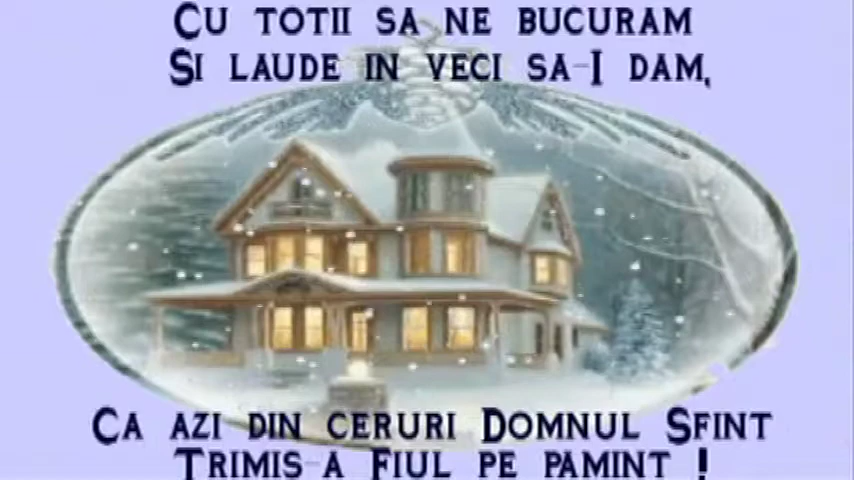 Cu totii sa ne bucuram
Si laude in veci sa-I dam,
Ca azi din ceruri Domnul Sfint
Trimis-a Fiul pe pamint !